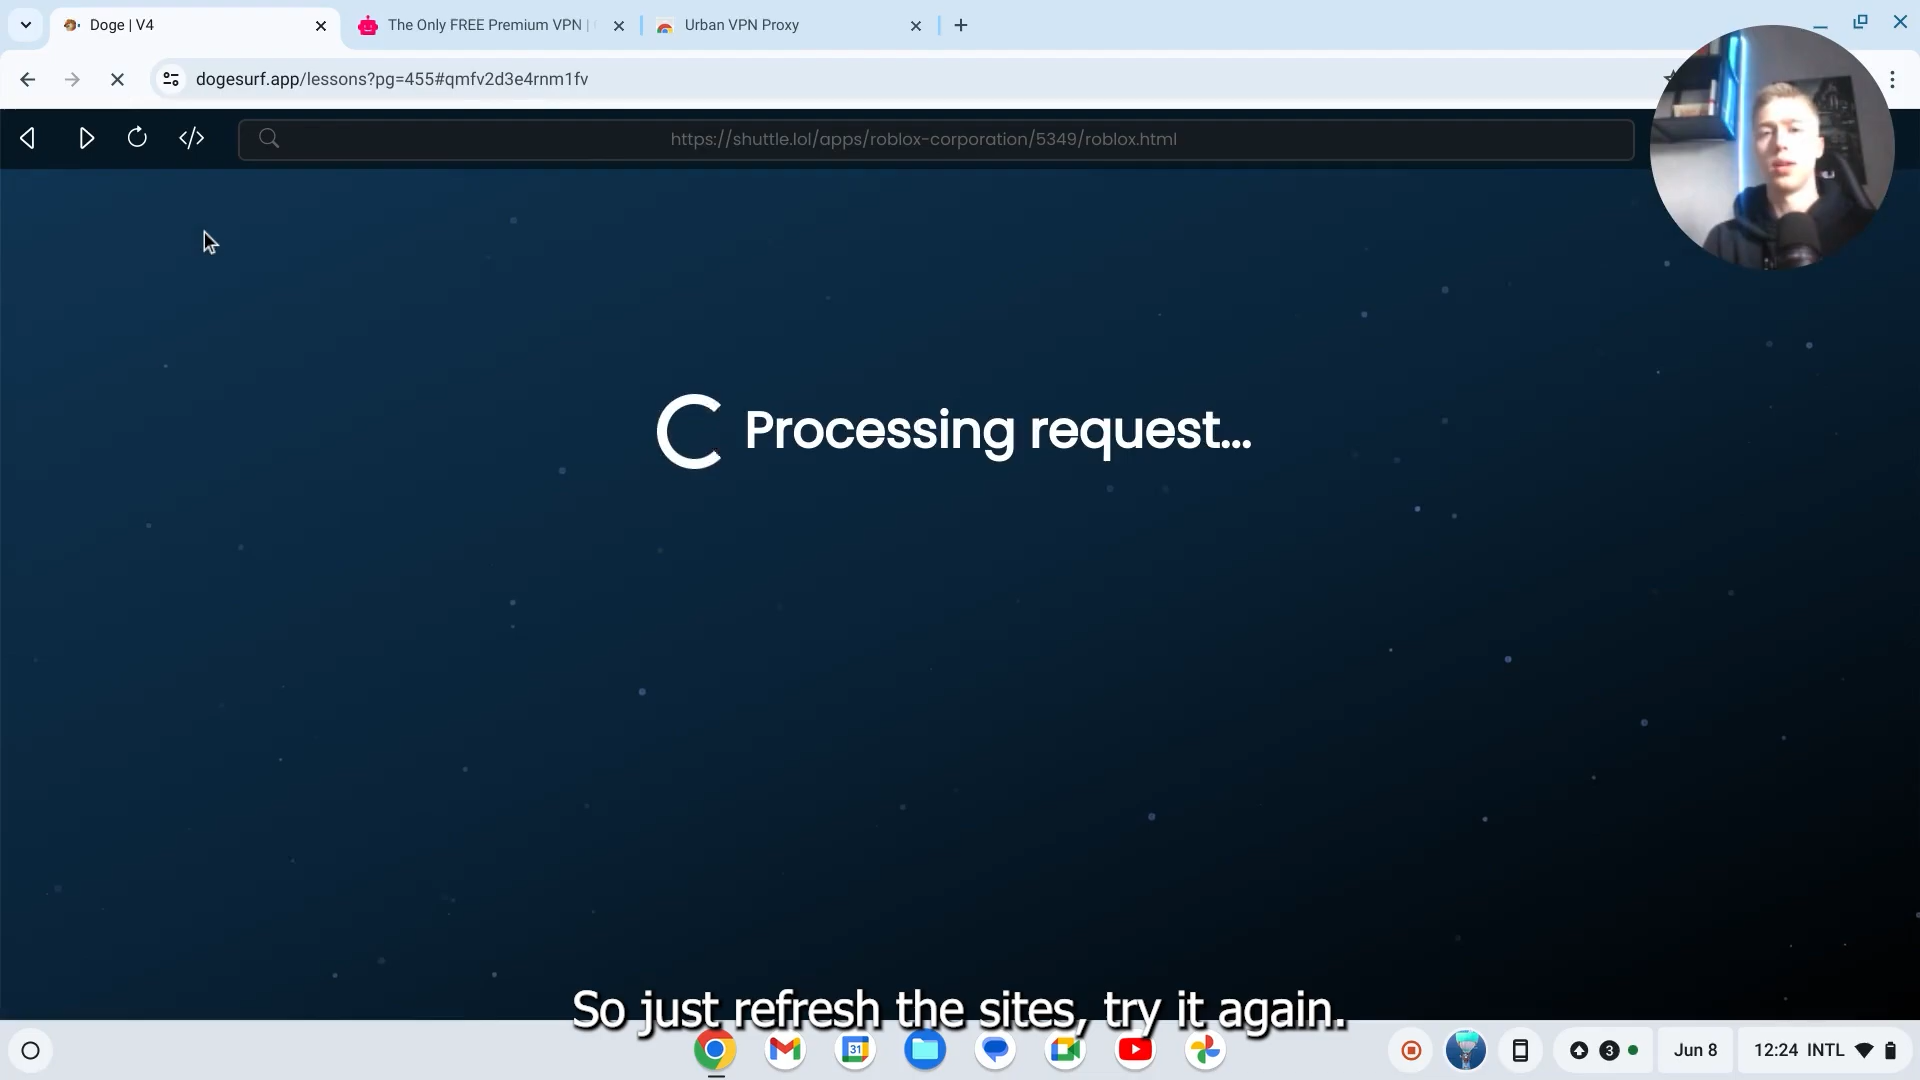 Doge | V4
The Only FREE Premium VPN |
Urban VPN Proxy
dogesurf.app/lessons?pg=455#qmfv2d3e4rnm1fv
</>
https://shuttle.lol/apps/roblox-corporation/5349/roblox.html
Processing request...
So just refresh the sites, try it again.
31
3
Jun 8
12:24 INTL